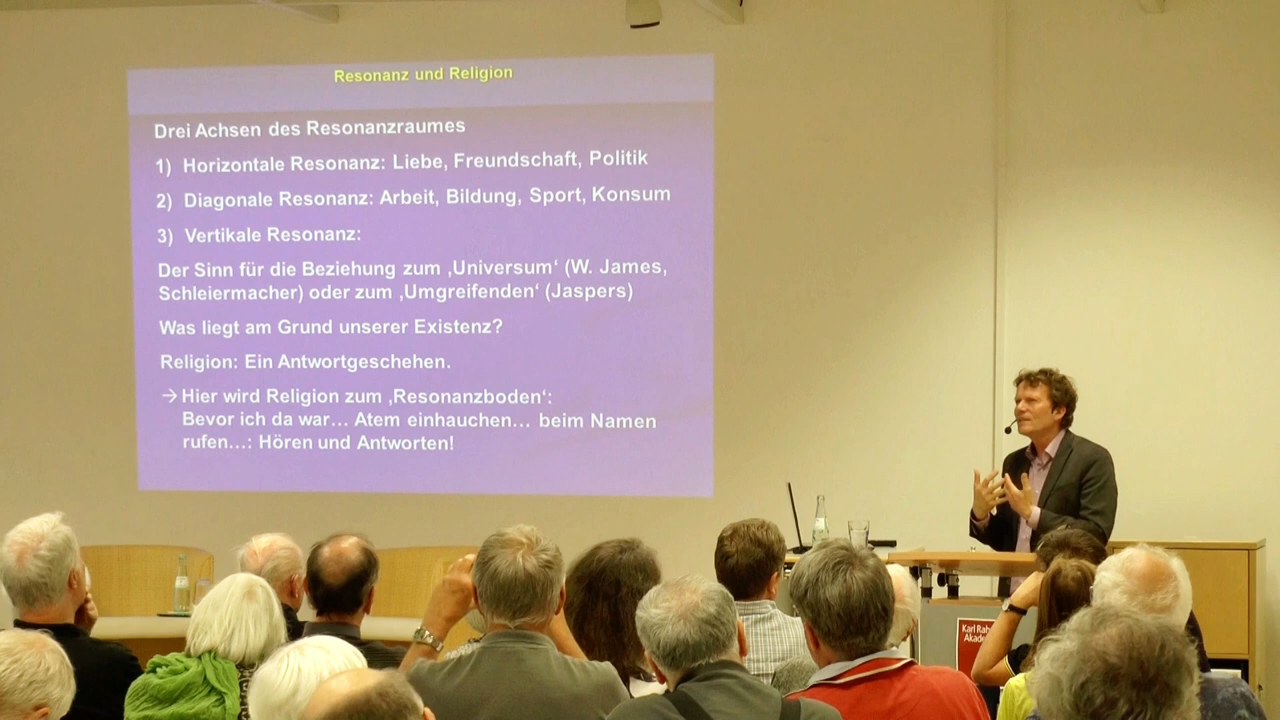 Resonanz und Religion
Drei Achsen des Resonanzraumes
1) Horizontale Resonanz: Liebe, Freundschaft, Politik
2) Diagonale Resonanz: Arbeit, Bildung, Sport, Konsum
3) Vertikale Resonanz:
Der Sinn für die Beziehung zum ‚Universum‘ (W. James,
Schleiermacher) oder zum ‚Umgreifenden‘ (Jaspers)
Was liegt am Grund unserer Existenz?
Religion: Ein Antwortgeschehen.
→ Hier wird Religion zum ‚Resonanzboden‘:
Bevor ich da war… Atem einhauchen… beim Namen
rufen…: Hören und Antworten!
Karl